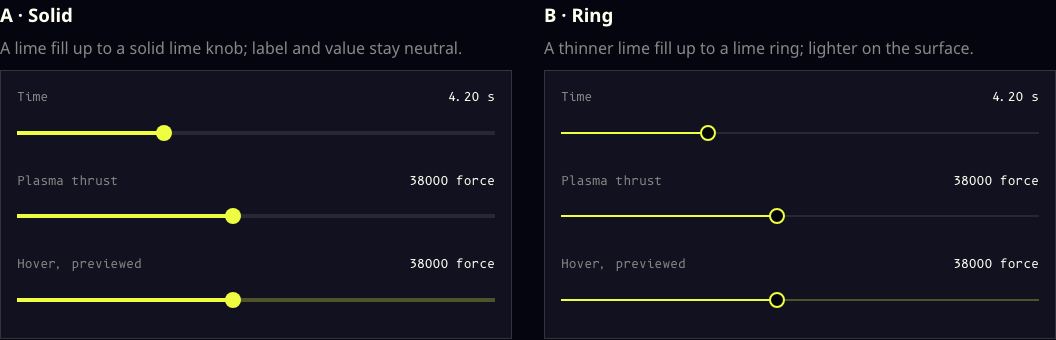 A · Solid
A lime fill up to a solid lime knob; label and value stay neutral.
Time 4.20 s
Plasma thrust 38000 force
Hover, previewed 38000 force
B · Ring
A thinner lime fill up to a lime ring; lighter on the surface.
Time 4.20 s
Plasma thrust 38000 force
Hover, previewed 38000 force